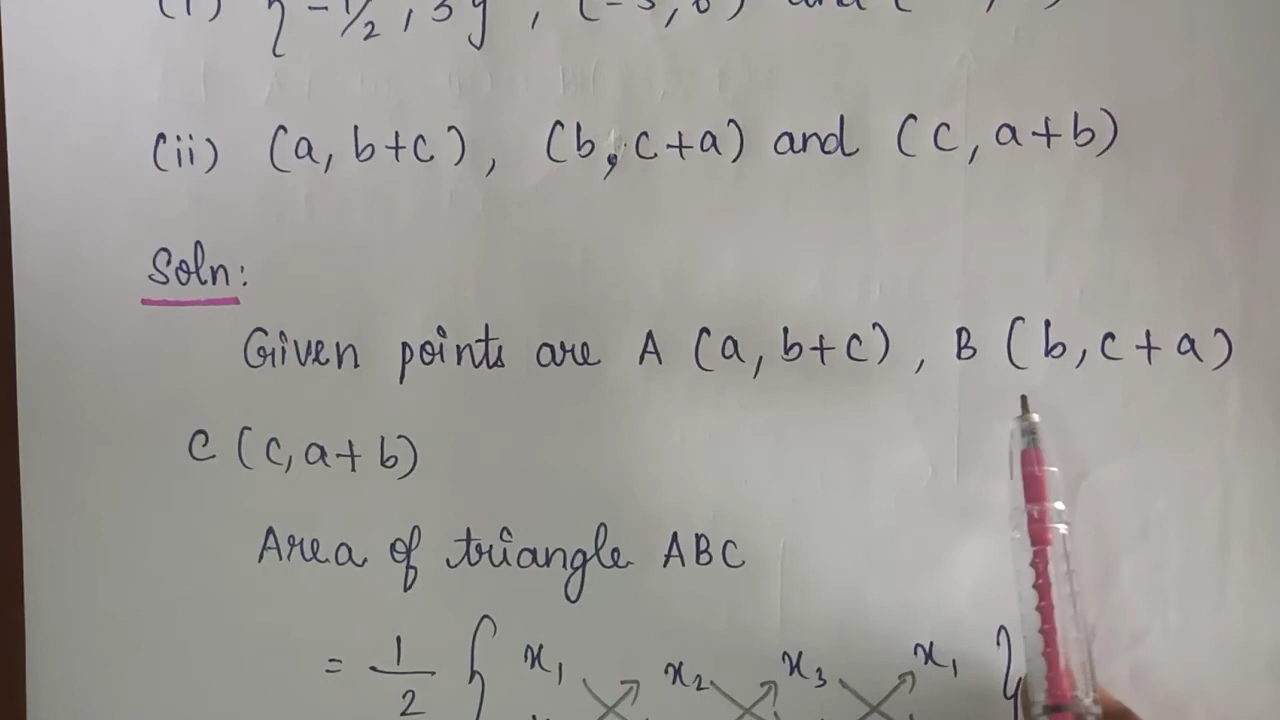 (ii) (a, b+c), (b, c+a) and (c, a+b)
Soln:
Given points are A (a, b+c), B (b, c+a)
C (c, a+b)
Area of triangle ABC
= 1/2 { x₁ x₂ x₃ x₁ }